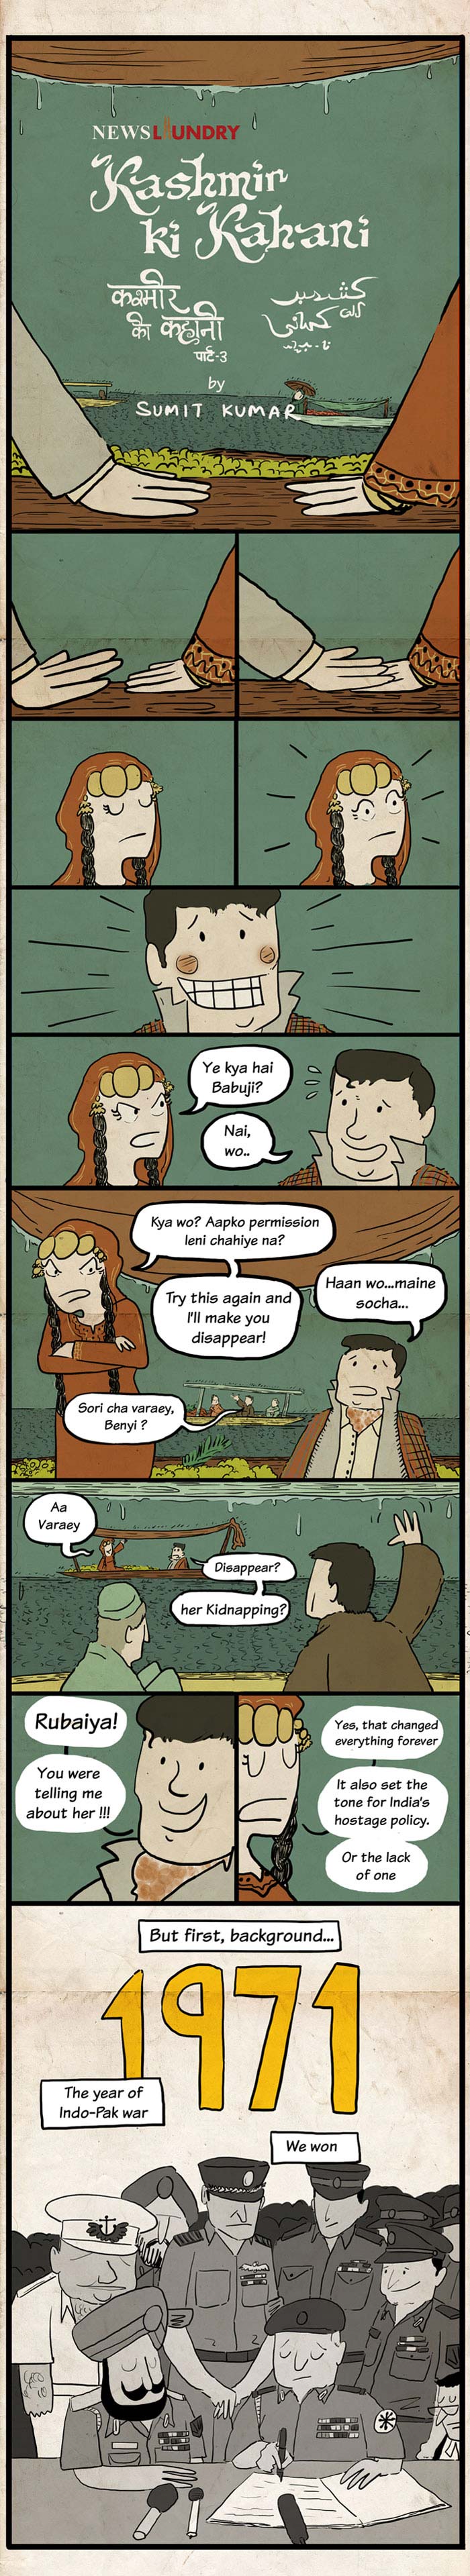 NEWSLAUNDRY
Kashmir
ki Kahani
कश्मीर
की कहानी
पार्ट-3
کشمیر
کی کہانی
by
SUMIT KUMAR
Ye kya hai
Babuji?
Nai,
wo..
Kya wo? Aapko permission
leni chahiye na?
Try this again and
I'll make you
disappear!
Haan wo...maine
socha...
Sori cha varaey,
Benyi ?
Aa
Varaey
Disappear?
her Kidnapping?
Rubaiya!
You were
telling me
about her !!!
Yes, that changed
everything forever
It also set the
tone for India's
hostage policy.
Or the lack
of one
But first, background...
1971
The year of
Indo-Pak war
We won